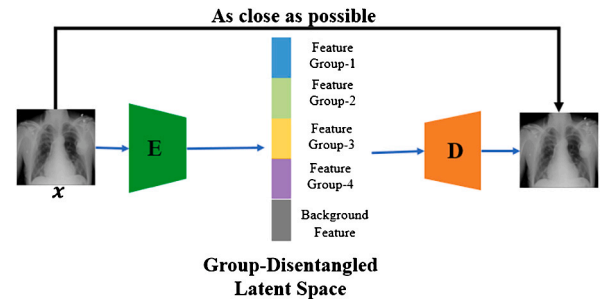 As close as possible
Feature
Group-1
Feature
Group-2
Feature
Group-3
Feature
Group-4
Background
Feature
E
D
x
Group-Disentangled
Latent Space